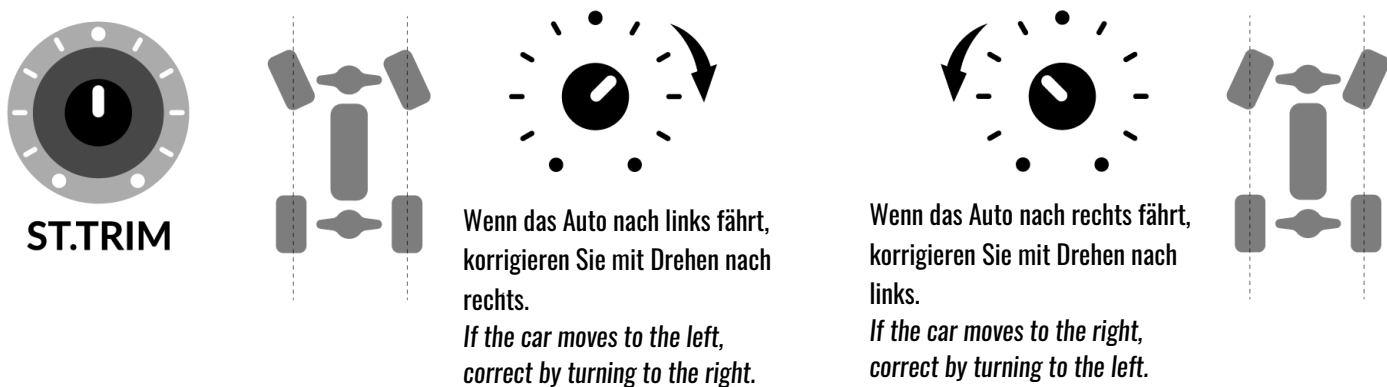 ST.TRIM
Wenn das Auto nach links fährt,
korrigieren Sie mit Drehen nach
rechts.
If the car moves to the left,
correct by turning to the right.
Wenn das Auto nach rechts fährt,
korrigieren Sie mit Drehen nach
links.
If the car moves to the right,
correct by turning to the left.